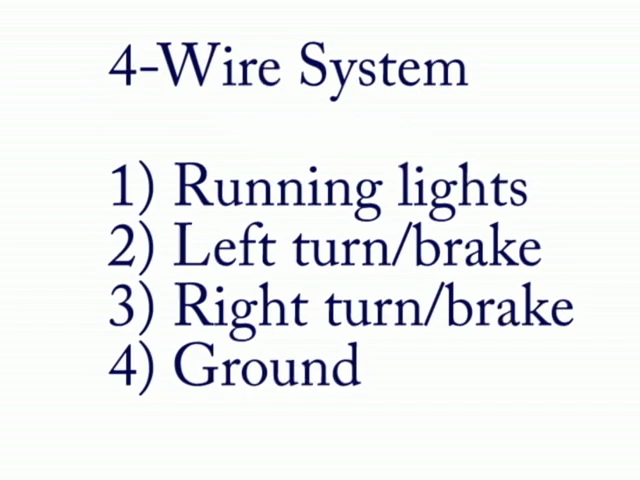 4-Wire System
1) Running lights
2) Left turn/brake
3) Right turn/brake
4) Ground